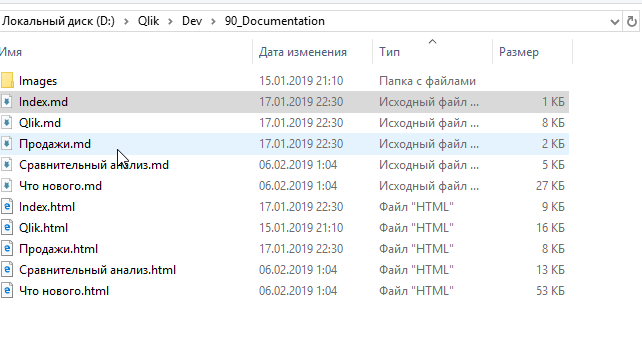 Локальный диск (D:) > Qlik > Dev > 90_Documentation
Имя Дата изменения Тип Размер
Images 15.01.2019 21:10 Папка с файлами
Index.md 17.01.2019 22:30 Исходный файл ... 1 КБ
Qlik.md 17.01.2019 22:30 Исходный файл ... 8 КБ
Продажи.md 17.01.2019 22:30 Исходный файл ... 2 КБ
Сравнительный анализ.md 06.02.2019 1:04 Исходный файл ... 5 КБ
Что нового.md 06.02.2019 1:04 Исходный файл ... 27 КБ
Index.html 17.01.2019 22:30 Файл "HTML" 9 КБ
Qlik.html 15.01.2019 21:10 Файл "HTML" 16 КБ
Продажи.html 17.01.2019 22:30 Файл "HTML" 8 КБ
Сравнительный анализ.html 06.02.2019 1:04 Файл "HTML" 13 КБ
Что нового.html 06.02.2019 1:04 Файл "HTML" 53 КБ